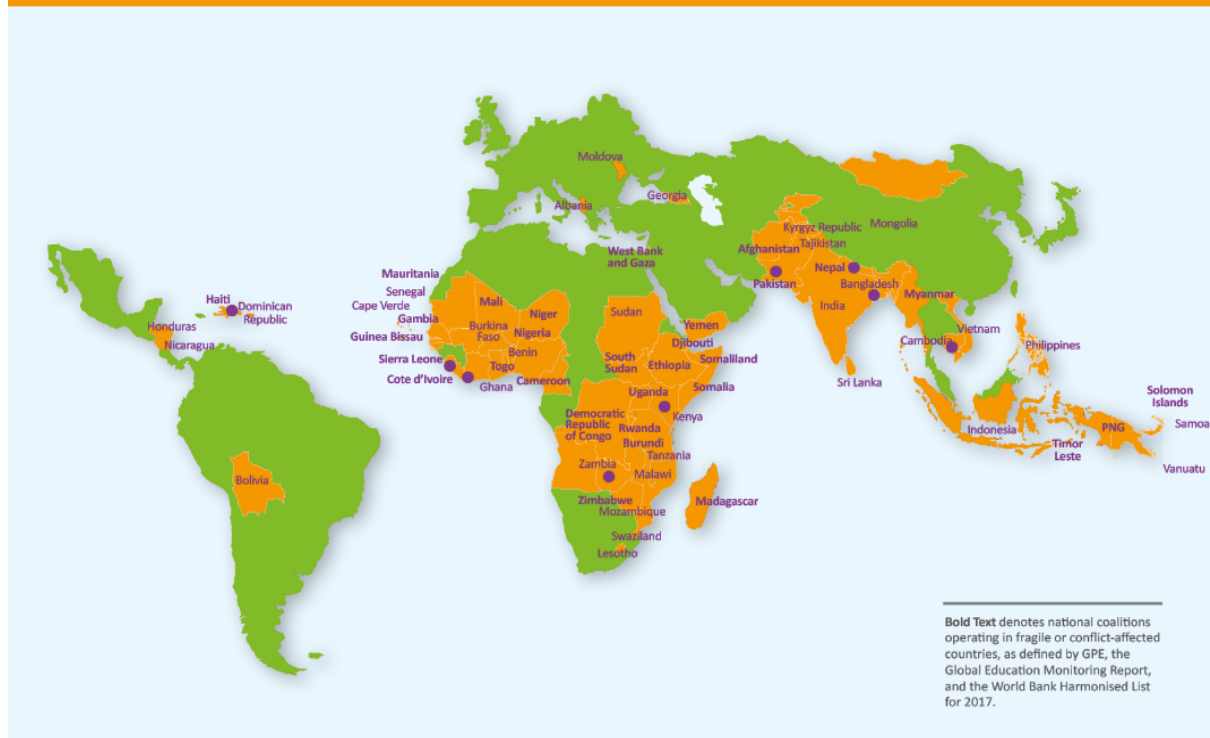 Moldova
Georgia
Albania
Mongolia
Kyrgyz Republic
Tajikistan
Afghanistan
West Bank
and Gaza
Nepal
Pakistan
Bangladesh
Myanmar
India
Mauritania
Senegal
Cape Verde
Gambia
Guinea Bissau
Mali
Niger
Burkina
Faso
Nigeria
Benin
Sierra Leone
Togo
Cote d'Ivoire
Ghana
Cameroon
Haiti
Dominican
Republic
Honduras
Nicaragua
Sudan
Yemen
Djibouti
South
Sudan
Ethiopia
Somaliland
Uganda
Somalia
Kenya
Democratic
Republic
of Congo
Rwanda
Burundi
Tanzania
Zambia
Malawi
Zimbabwe
Mozambique
Madagascar
Swaziland
Lesotho
Vietnam
Cambodia
Philippines
Sri Lanka
Indonesia
Timor
Leste
PNG
Solomon
Islands
Samoa
Vanuatu
Bolivia
Bold Text denotes national coalitions
operating in fragile or conflict-affected
countries, as defined by GPE, the
Global Education Monitoring Report,
and the World Bank Harmonised List
for 2017.